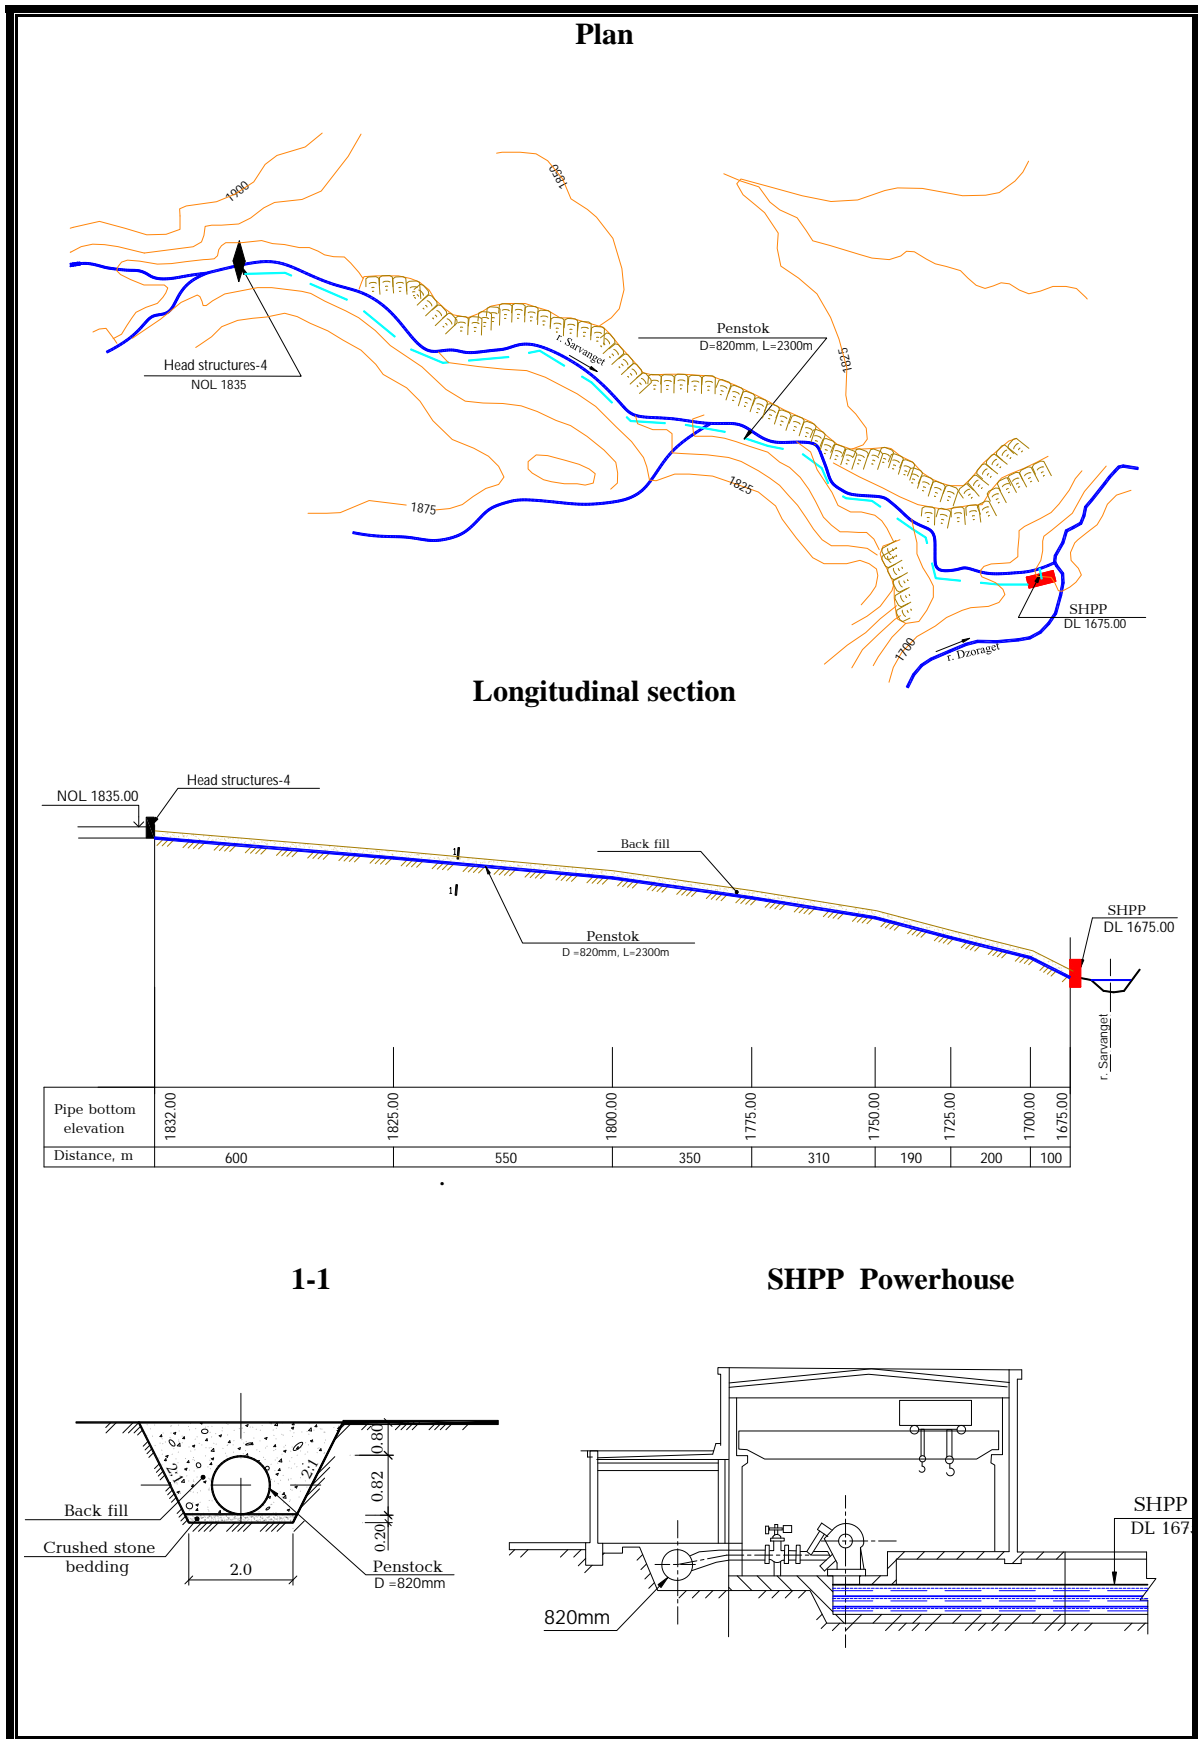 Plan
1900
1850
Penstok
D=820mm, L=2300m
r. Sarvanget
1825
Head structures-4
NOL 1835
1825
1875
SHPP
DL 1675.00
1700
r. Dzoraget
Longitudinal section
Head structures-4
NOL 1835.00
1
Back fill
1
SHPP
DL 1675.00
Penstok
D =820mm, L=2300m
r. Sarvanget
Pipe bottom
elevation
1832.00 1825.00 1800.00 1775.00 1750.00 1725.00 1700.00 1675.00
Distance, m 600 550 350 310 190 200 100
1-1
SHPP Powerhouse
0.80
2:1
2:1
0.82
Back fill
0.20
Crushed stone
bedding
2.0
Penstock
D =820mm
SHPP
DL 167
820mm